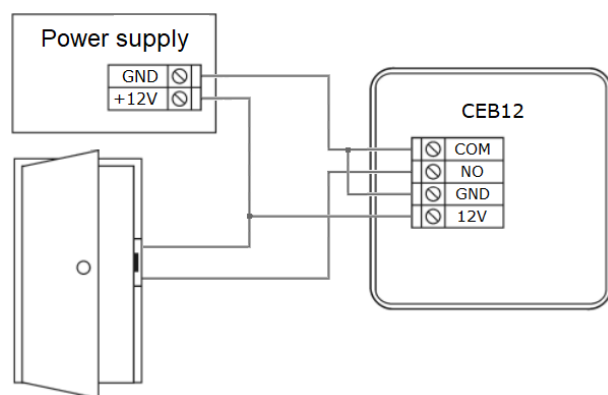 Power supply
GND
+12V
CEB12
COM
NO
GND
12V